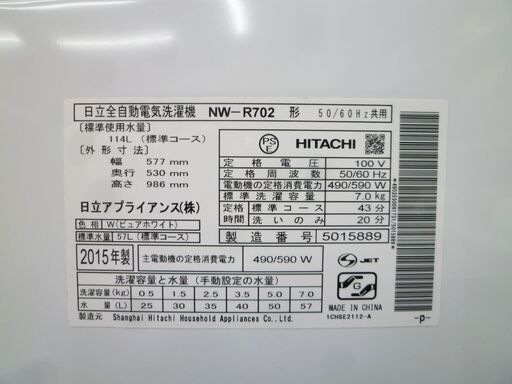 日立全自動電気洗濯機 NW-R702 形 50/60Hz共用
〔標準使用水量〕
114L（標準コース）
〔外形寸法〕
幅 577 mm
奥行 530 mm
高さ 986 mm
日立アプライアンス(株)
色相 W(ピュアホワイト)
標準水量 57L（標準コース）
PS
E
HITACHI
定格電圧 100 V
定格周波数 50/60 Hz
電動機の定格消費電力 490/590 W
標準洗濯容量 7.0kg
定格時間 標準コース 43 分
洗いのみ 20 分
製造番号 5015889
2015年製
主電動機の定格消費電力 490/590 W
S JET
洗濯容量と水量（手動設定の水量）
洗濯容量(kg) 0.5 1.5 2.5 3.5 5.0 7.0
水量(L) 25 30 35 40 50 57
製造元 Shanghai Hitachi Household Appliances Co., Ltd.
G
MADE IN CHINA
1CHSE2112-A
-p-